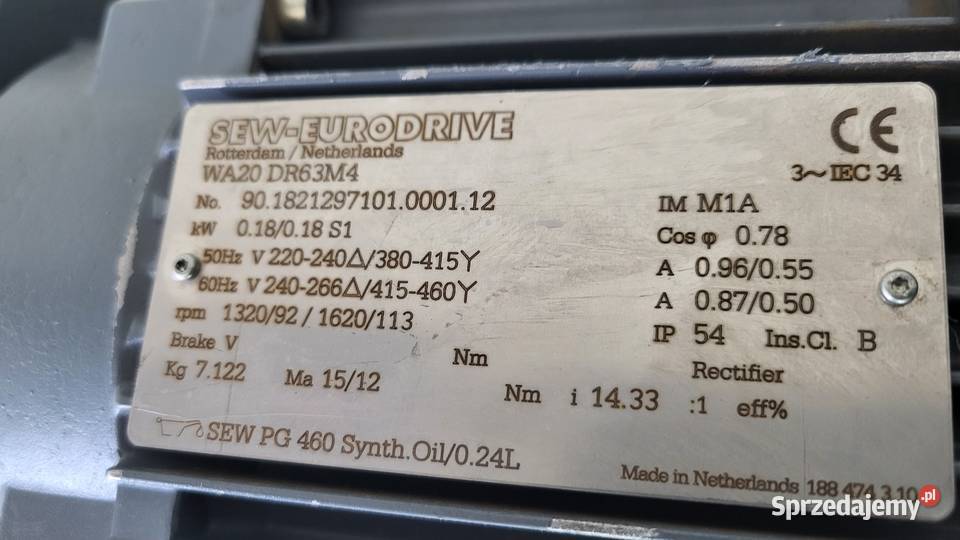 SEW-EURODRIVE
Rotterdam / Netherlands
CE
WA20 DR63M4
3~ IEC 34
No. 90.1821297101.0001.12
IM M1A
kW 0.18/0.18 S1
Cos φ 0.78
50Hz V 220-240Δ/380-415Y
A 0.96/0.55
60Hz V 240-266Δ/415-460Y
A 0.87/0.50
rpm 1320/92 / 1620/113
IP 54 Ins.Cl. B
Brake V Nm
Rectifier
Kg 7.122 Ma 15/12 Nm i 14.33 :1 eff%
SEW PG 460 Synth.Oil/0.24L
Made in Netherlands 188 474 3.10
Sprzedajemy.pl